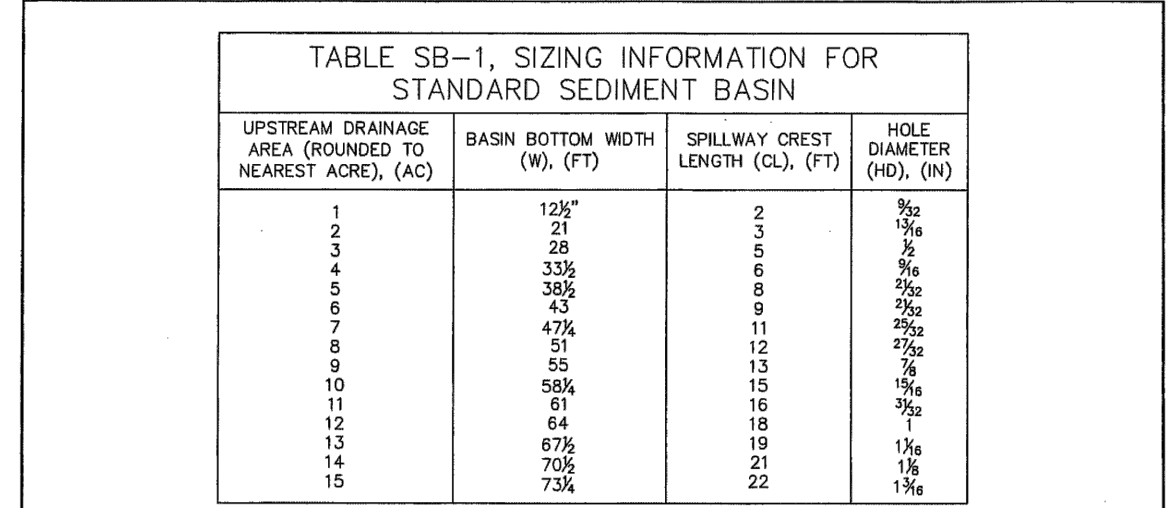 TABLE SB-1, SIZING INFORMATION FOR
STANDARD SEDIMENT BASIN
UPSTREAM DRAINAGE AREA (ROUNDED TO NEAREST ACRE), (AC) BASIN BOTTOM WIDTH (W), (FT) SPILLWAY CREST LENGTH (CL), (FT) HOLE DIAMETER (HD), (IN)
1 12½" 2 9/32
2 21 3 13/16
3 28 5 ½
4 33½ 6 9/16
5 38½ 8 21/32
6 43 9 21/32
7 47¼ 11 25/32
8 51 12 27/32
9 55 13 7/8
10 58¼ 15 15/16
11 61 16 31/32
12 64 18 1
13 67½ 19 1 1/16
14 70½ 21 1 1/8
15 73¼ 22 1 3/16